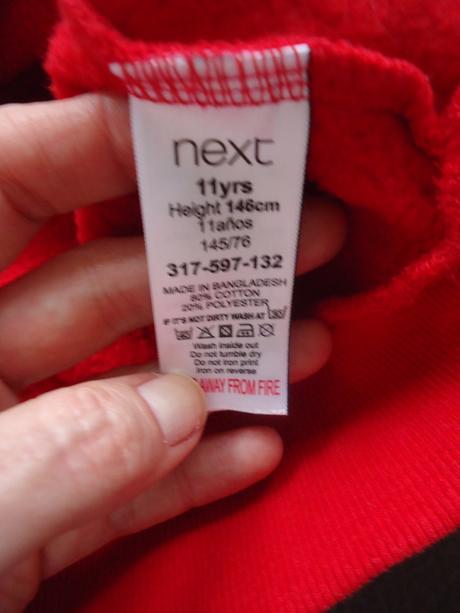 next
11yrs
Height 146cm
11años
145/76
317-597-132
MADE IN BANGLADESH
80% COTTON
20% POLYESTER
IF IT'S NOT DIRTY WASH AT 30
Wash inside out
Do not tumble dry
Do not iron print
Iron on reverse
AWAY FROM FIRE